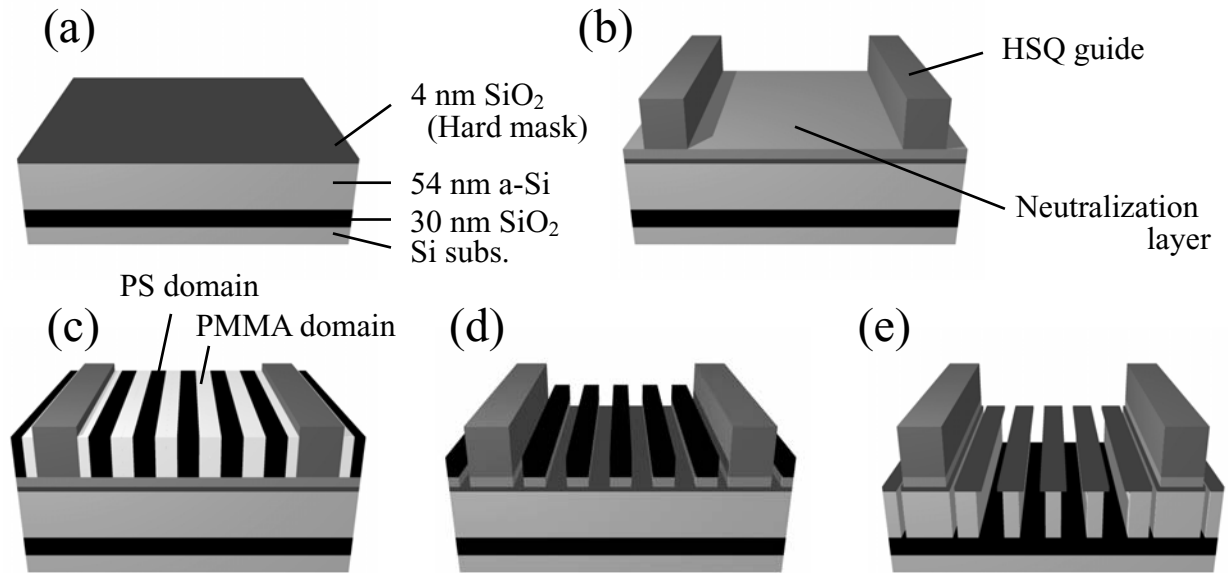 (a)
4 nm SiO₂
(Hard mask)
54 nm a-Si
30 nm SiO₂
Si subs.
(b)
HSQ guide
Neutralization
layer
(c)
PS domain
PMMA domain
(d)
(e)